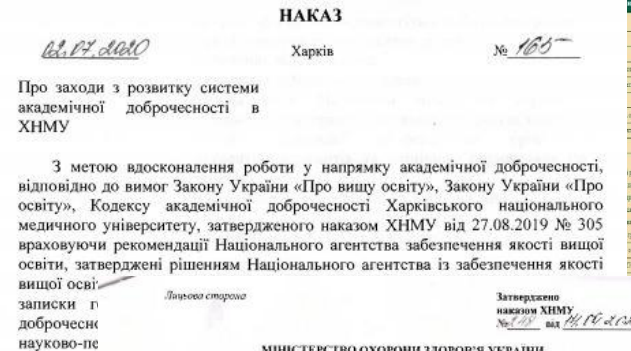 НАКАЗ
02.07.2020 Харків № 165
Про заходи з розвитку системи
академічної доброчесності в
ХНМУ
З метою вдосконалення роботи у напрямку академічної доброчесності,
відповідно до вимог Закону України «Про вищу освіту», Закону України «Про
освіту», Кодексу академічної доброчесності Харківського національного
медичного університету, затвердженого наказом ХНМУ від 27.08.2019 № 305
враховуючи рекомендації Національного агентства забезпечення якості вищої
освіти, затверджені рішенням Національного агентства із забезпечення якості
вищої
записки
Лицьова сторона
Затверджено
наказом ХНМУ
№ від
МІНІСТЕРСТВО ОХОРОНИ ЗДОРОВ'Я УКРАЇНИ